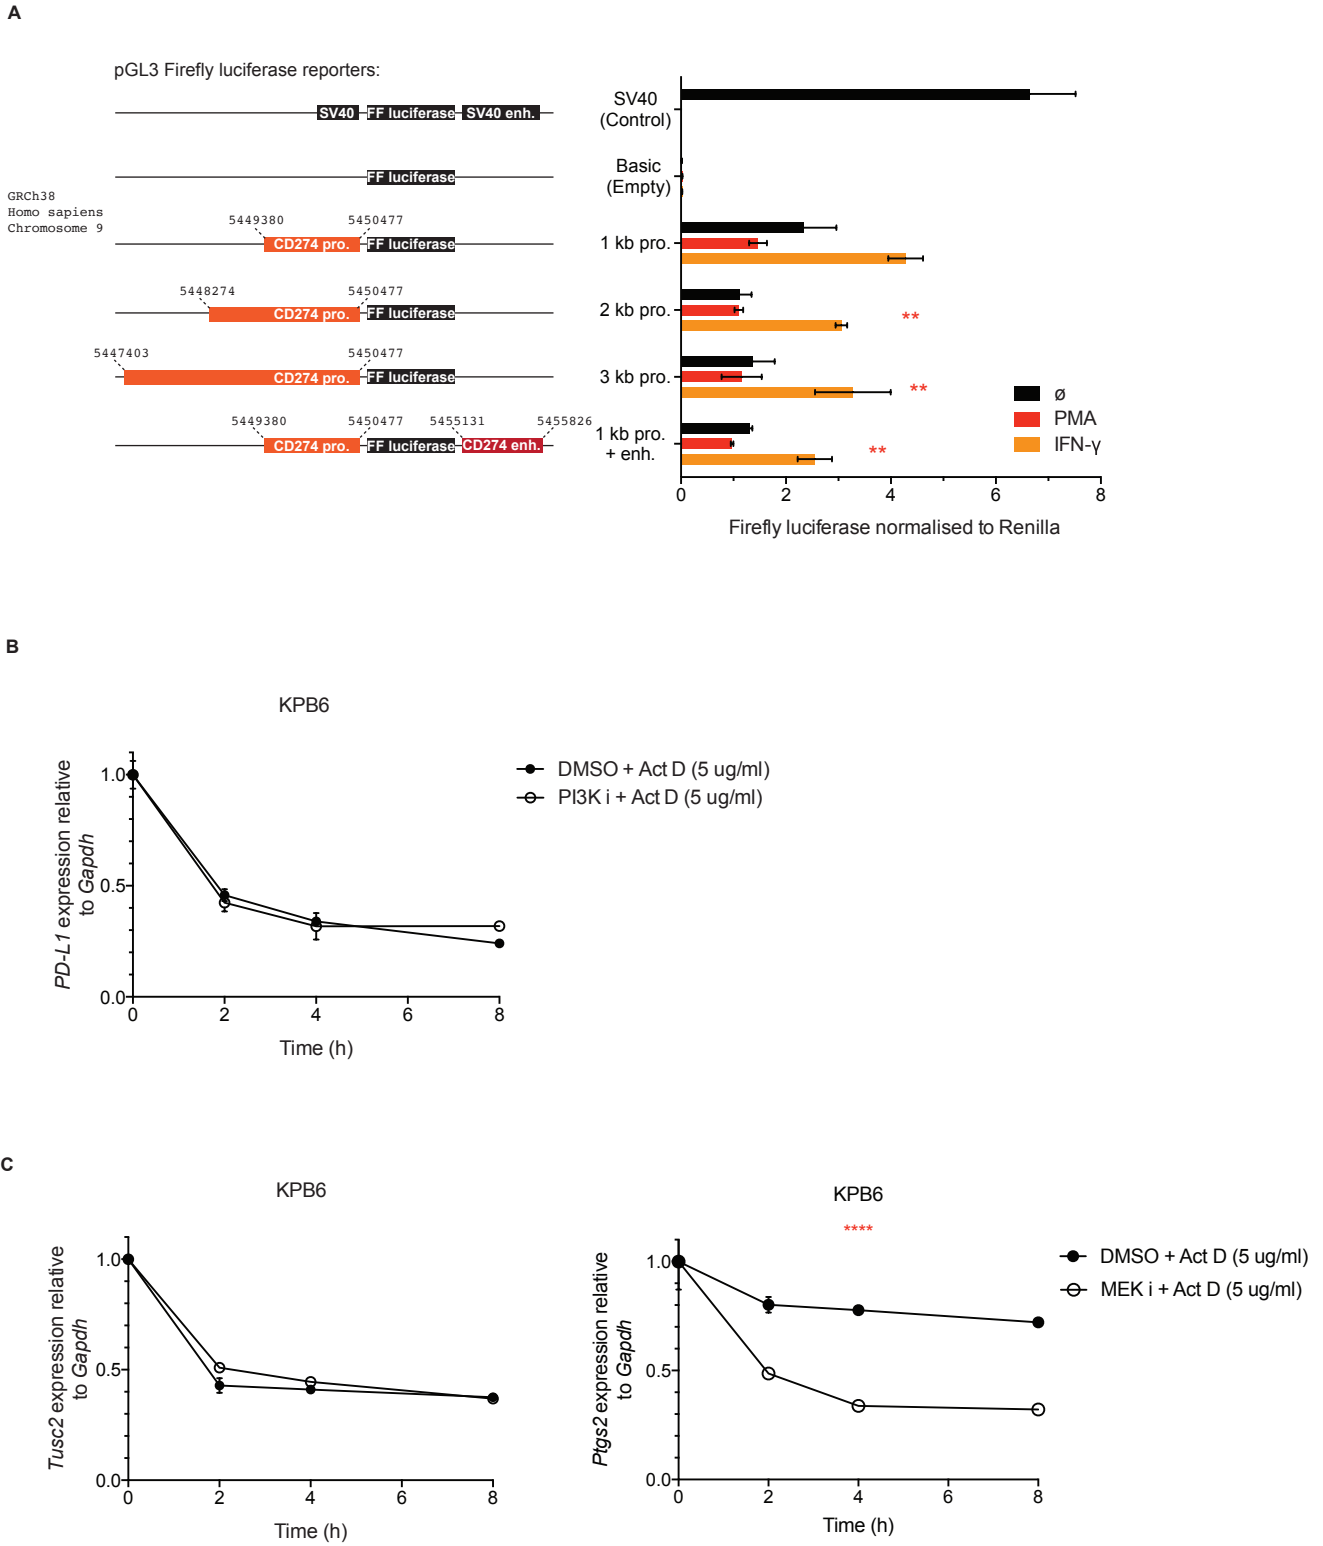 A
pGL3 Firefly luciferase reporters:
SV40 FF luciferase SV40 enh.
FF luciferase
GRCh38
Homo sapiens
Chromosome 9
5449380 5450477
CD274 pro. FF luciferase
5448274 5450477
CD274 pro. FF luciferase
5447403 5450477
CD274 pro. FF luciferase
5449380 5450477 5455131 5455826
CD274 pro. FF luciferase CD274 enh.
SV40
(Control)
Basic
(Empty)
1 kb pro.
2 kb pro.
**
3 kb pro.
**
1 kb pro.
+ enh.
**
ø
PMA
IFN-γ
0 2 4 6 8
Firefly luciferase normalised to Renilla
B
KPB6
PD-L1 expression relative
to Gapdh
1.0
0.5
0.0
0 2 4 6 8
Time (h)
DMSO + Act D (5 ug/ml)
PI3K i + Act D (5 ug/ml)
C
KPB6
Tusc2 expression relative
to Gapdh
1.0
0.5
0.0
0 2 4 6 8
Time (h)
KPB6
****
Ptgs2 expression relative
to Gapdh
1.0
0.5
0.0
0 2 4 6 8
Time (h)
DMSO + Act D (5 ug/ml)
MEK i + Act D (5 ug/ml)